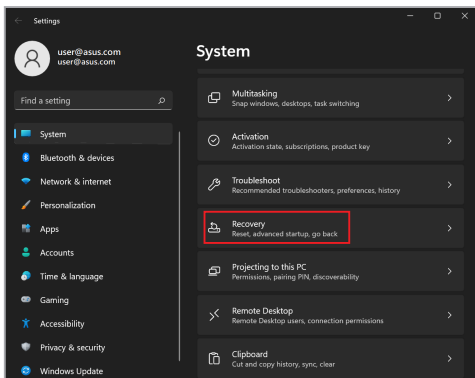 Settings
user@asus.com
user@asus.com
Find a setting
System
Bluetooth & devices
Network & internet
Personalization
Apps
Accounts
Time & language
Gaming
Accessibility
Privacy & security
Windows Update
System
Multitasking
Snap windows, desktops, task switching
Activation
Activation state, subscriptions, product key
Troubleshoot
Recommended troubleshooters, preferences, history
Recovery
Reset, advanced startup, go back
Projecting to this PC
Permissions, pairing PIN, discoverability
Remote Desktop
Remote Desktop users, connection permissions
Clipboard
Cut and copy history, sync, clear